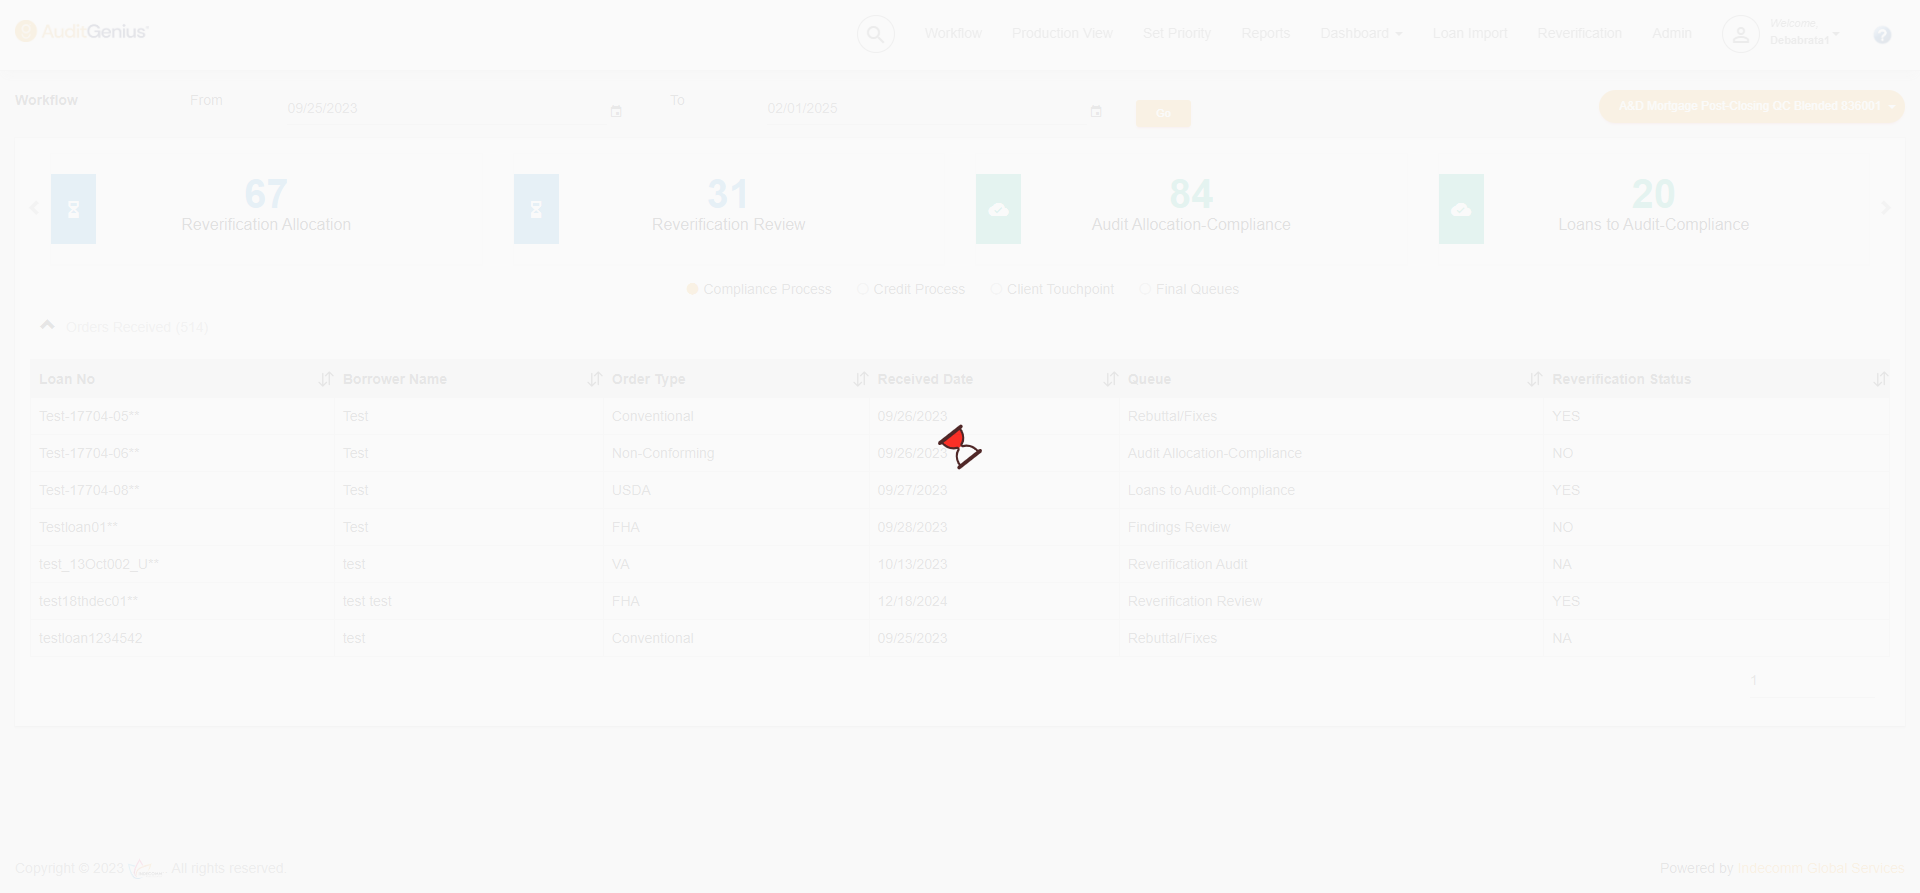 AuditGenius
Workflow Production View Set Priority Reports Dashboard Loan Import Reverification Admin Welcome, Debabrata1
Workflow From 09/25/2023 To 02/01/2025 Go A&D Mortgage Post-Closing QC Blended 836001
67 31 84 20
Reverification Allocation Reverification Review Audit Allocation-Compliance Loans to Audit-Compliance
Compliance Process Credit Process Client Touchpoint Final Queues
Orders Received (514)
Loan No Borrower Name Order Type Received Date Queue Reverification Status
Test-17704-05** Test Conventional 09/26/2023 Rebuttal/Fixes YES
Test-17704-06** Test Non-Conforming 09/26/2023 Audit Allocation-Compliance NO
Test-17704-08** Test USDA 09/27/2023 Loans to Audit-Compliance YES
Testloan01** Test FHA 09/28/2023 Findings Review NO
test_13Oct002_U** test VA 10/13/2023 Reverification Audit NA
test18thdec01** test test FHA 12/18/2024 Reverification Review YES
testloan1234542 test Conventional 09/25/2023 Rebuttal/Fixes NA
1
Copyright © 2023 . All rights reserved. Powered by Indecomm Global Services